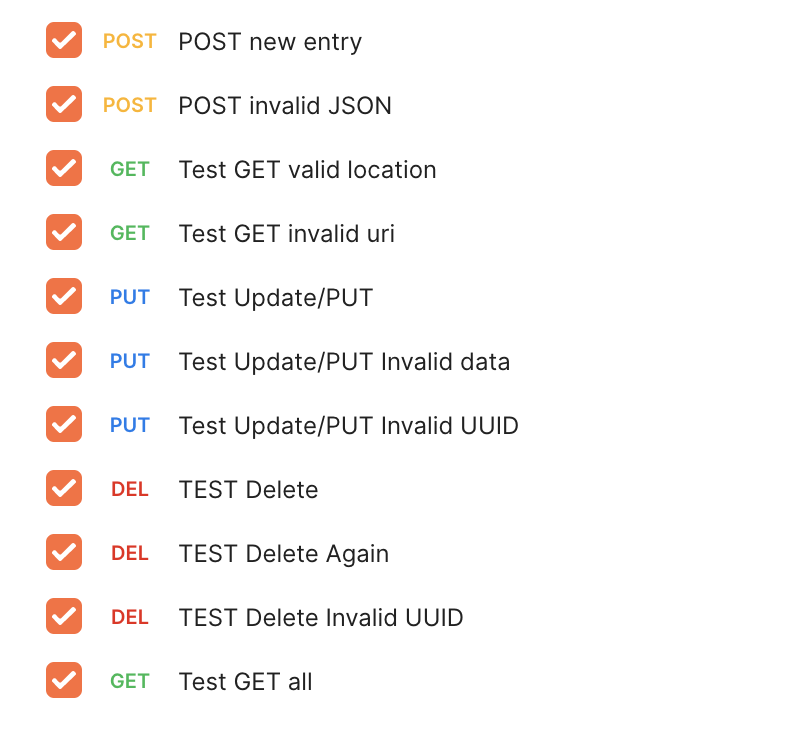 POST POST new entry
POST POST invalid JSON
GET Test GET valid location
GET Test GET invalid uri
PUT Test Update/PUT
PUT Test Update/PUT Invalid data
PUT Test Update/PUT Invalid UUID
DEL TEST Delete
DEL TEST Delete Again
DEL TEST Delete Invalid UUID
GET Test GET all